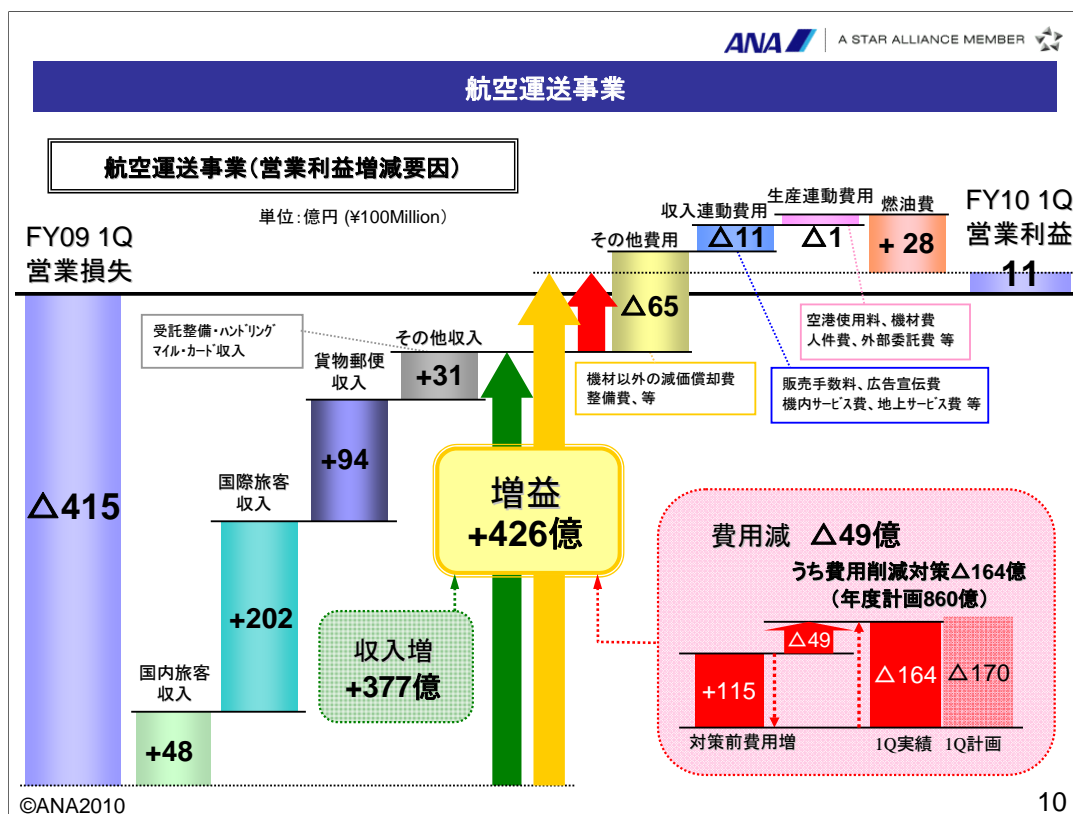 ANA
A STAR ALLIANCE MEMBER
航空運送事業
航空運送事業(営業利益増減要因)
単位:億円 (¥100Million)
FY09 1Q
営業損失
△415
国内旅客
収入
+48
国際旅客
収入
+202
貨物郵便
収入
+94
その他収入
+31
受託整備・ハンドリング
マイル・カード収入
その他費用
△65
収入連動費用
△11
生産連動費用
△1
燃油費
+ 28
FY10 1Q
営業利益
11
機材以外の減価償却費
整備費、等
空港使用料、機材費
人件費、外部委託費 等
販売手数料、広告宣伝費
機内サービス費、地上サービス費 等
増益
+426億
収入増
+377億
費用減 △49億
うち費用削減対策△164億
(年度計画860億)
△49
+115
△164
△170
対策前費用増
1Q実績
1Q計画
©ANA2010
10